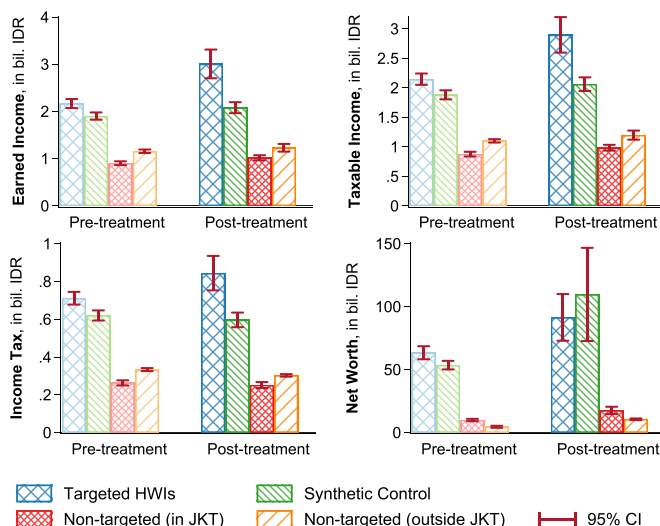 Earned Income, in bil. IDR
4
3
2
1
0
Pre-treatment
Post-treatment
Taxable Income, in bil. IDR
3
2.5
2
1.5
1
.5
0
Pre-treatment
Post-treatment
Income Tax, in bil. IDR
1
.8
.6
.4
.2
0
Pre-treatment
Post-treatment
Net Worth, in bil. IDR
150
100
50
0
Pre-treatment
Post-treatment
Targeted HWIs
Synthetic Control
Non-targeted (in JKT)
Non-targeted (outside JKT)
95% CI